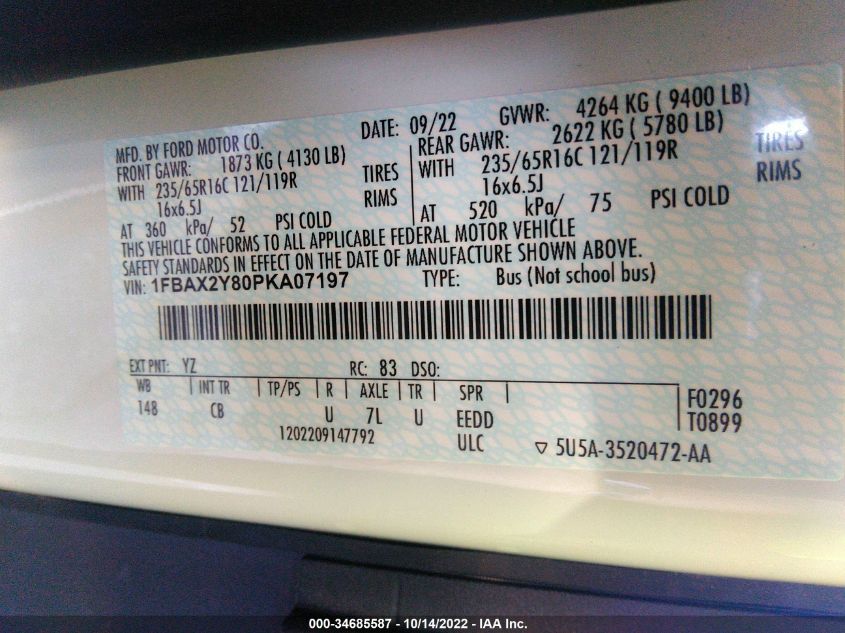 MFD. BY FORD MOTOR CO.
DATE: 09/22
GVWR: 4264 KG ( 9400 LB)
FRONT GAWR: 1873 KG ( 4130 LB)
REAR GAWR: 2622 KG ( 5780 LB)
WITH 235/65R16C 121/119R TIRES
WITH 235/65R16C 121/119R TIRES
16x6.5J RIMS
16x6.5J RIMS
AT 360 kPa/ 52 PSI COLD
AT 520 kPa/ 75 PSI COLD
THIS VEHICLE CONFORMS TO ALL APPLICABLE FEDERAL MOTOR VEHICLE
SAFETY STANDARDS IN EFFECT ON THE DATE OF MANUFACTURE SHOWN ABOVE.
VIN: 1FBAX2Y80PKA07197 TYPE: Bus (Not school bus)
EXT PNT: YZ RC: 83 DSO:
WB | INT TR | TP/PS | R | AXLE | TR | SPR |
148 CB U 7L U EEDD
F0296
T0899
1202209147792 ULC
▽ 5U5A-3520472-AA
000-34685587 - 10/14/2022 - IAA Inc.